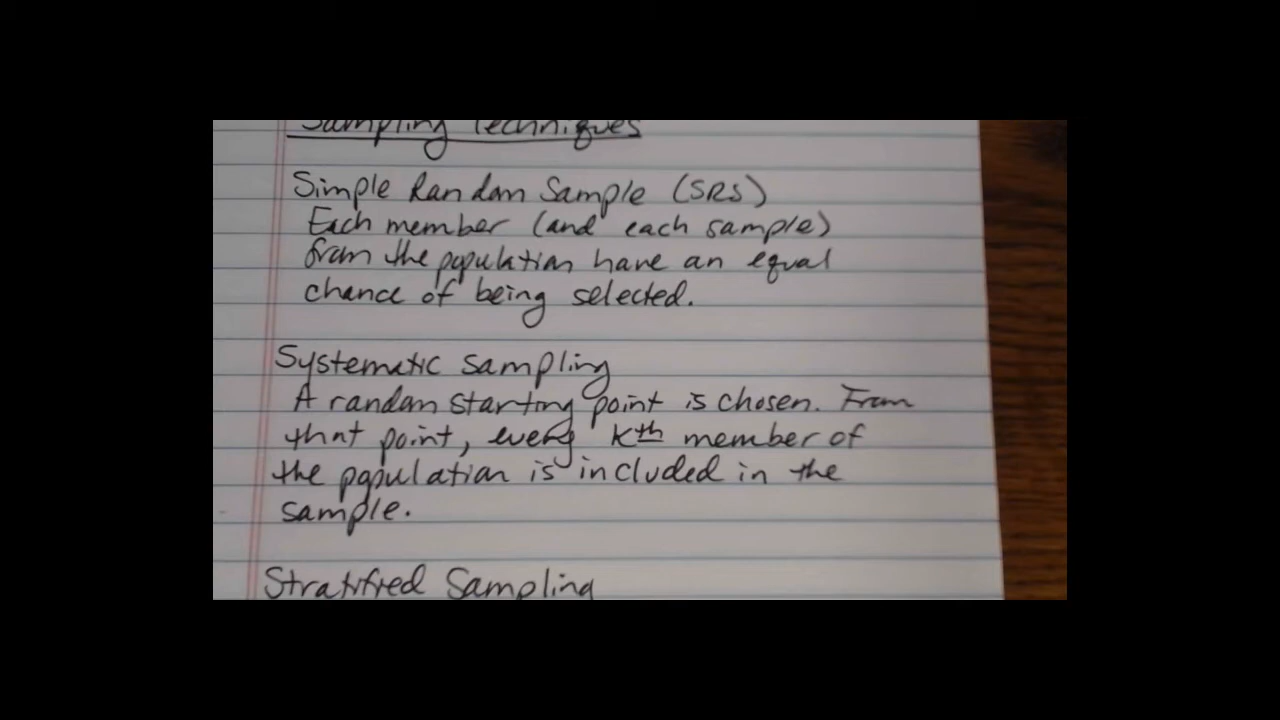 Sampling Techniques
Simple Random Sample (SRS)
Each member (and each sample)
from the population have an equal
chance of being selected.
Systematic sampling
A random starting point is chosen. From
that point, every kth member of
the population is included in the
sample.
Stratified Sampling